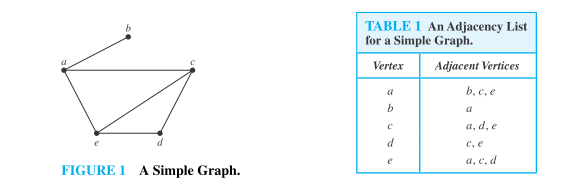 b
a
c
e
d
FIGURE 1 A Simple Graph.
TABLE 1 An Adjacency List
for a Simple Graph.
Vertex Adjacent Vertices
a b, c, e
b a
c a, d, e
d c, e
e a, c, d